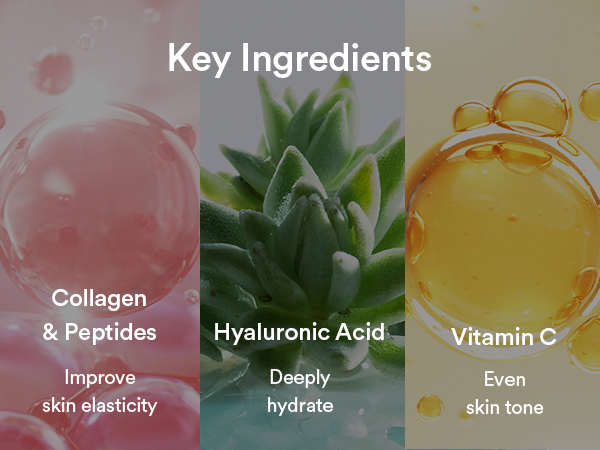 Key Ingredients
Collagen
& Peptides
Improve
skin elasticity
Hyaluronic Acid
Deeply
hydrate
Vitamin C
Even
skin tone